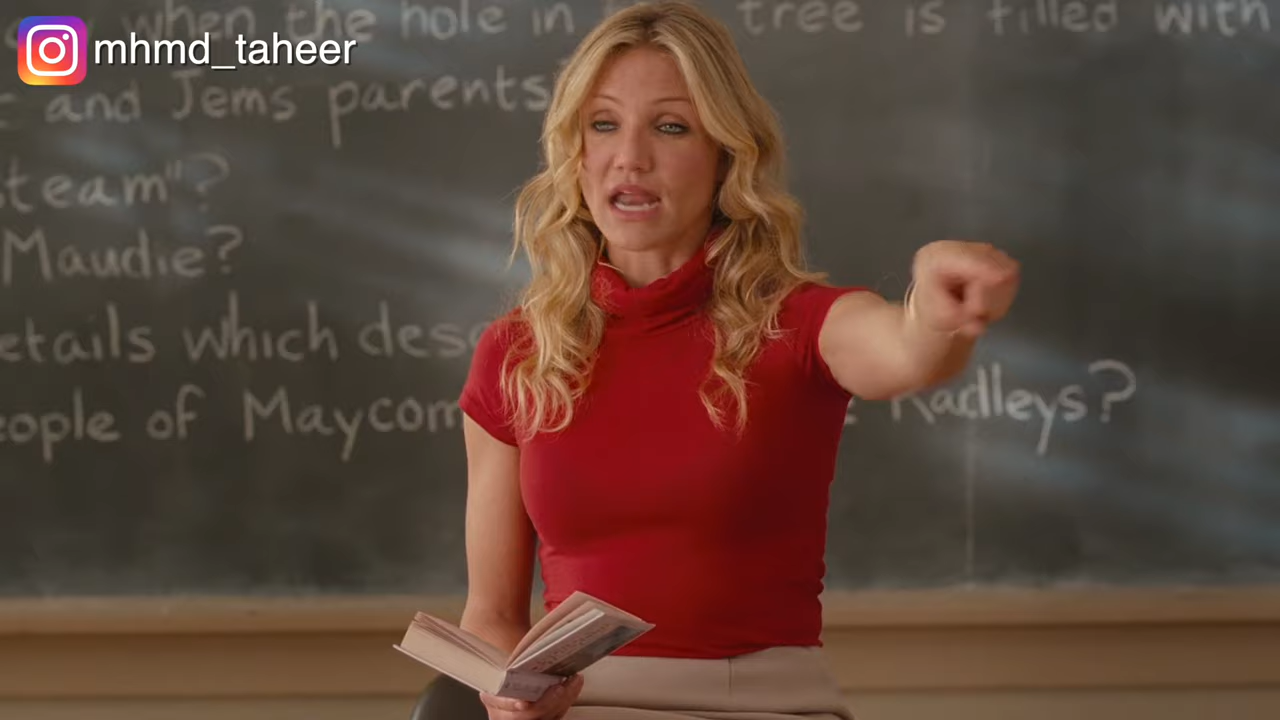 mhmd_taheer
when the hole in tree is filled with
and Jem's parents
steam"?
Maudie?
etails which desc
eople of Maycom Radleys?